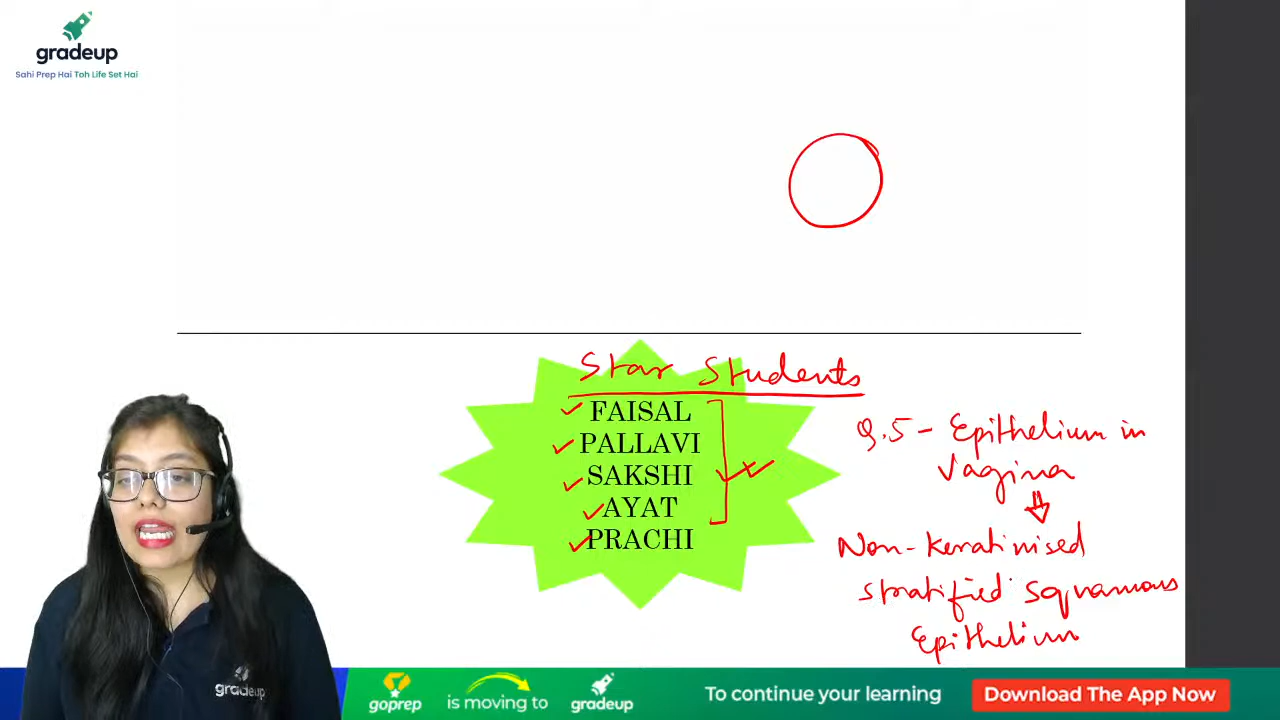 gradeup
Sahi Prep Hai Toh Life Set Hai
Star Students
FAISAL
PALLAVI
SAKSHI
AYAT
PRACHI
Q.5 - Epithelium in
Vagina
Non-Keratinised
stratified squamous
Epithelium
gradeup
goprep
is moving to
gradeup
To continue your learning
Download The App Now